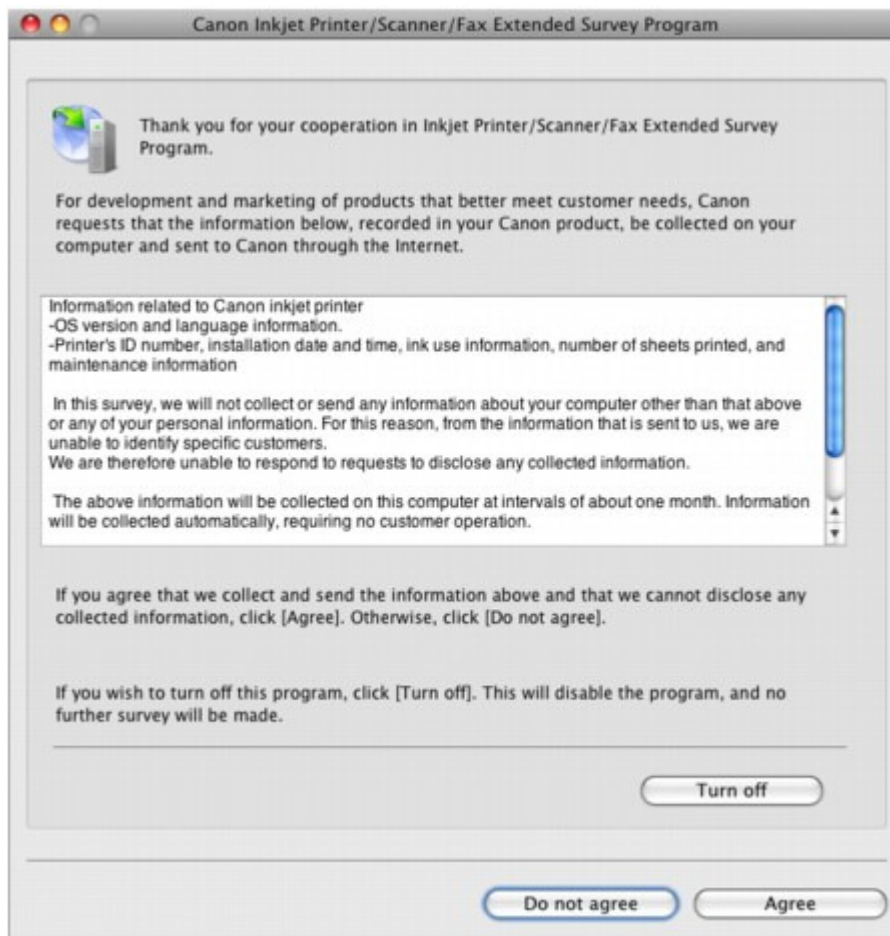 Canon Inkjet Printer/Scanner/Fax Extended Survey Program
Thank you for your cooperation in Inkjet Printer/Scanner/Fax Extended Survey
Program.
For development and marketing of products that better meet customer needs, Canon
requests that the information below, recorded in your Canon product, be collected on your
computer and sent to Canon through the Internet.
Information related to Canon inkjet printer
-OS version and language information.
-Printer's ID number, installation date and time, ink use information, number of sheets printed, and
maintenance information
In this survey, we will not collect or send any information about your computer other than that above
or any of your personal information. For this reason, from the information that is sent to us, we are
unable to identify specific customers.
We are therefore unable to respond to requests to disclose any collected information.
The above information will be collected on this computer at intervals of about one month. Information
will be collected automatically, requiring no customer operation.
If you agree that we collect and send the information above and that we cannot disclose any
collected information, click [Agree]. Otherwise, click [Do not agree].
If you wish to turn off this program, click [Turn off]. This will disable the program, and no
further survey will be made.
Turn off
Do not agree
Agree